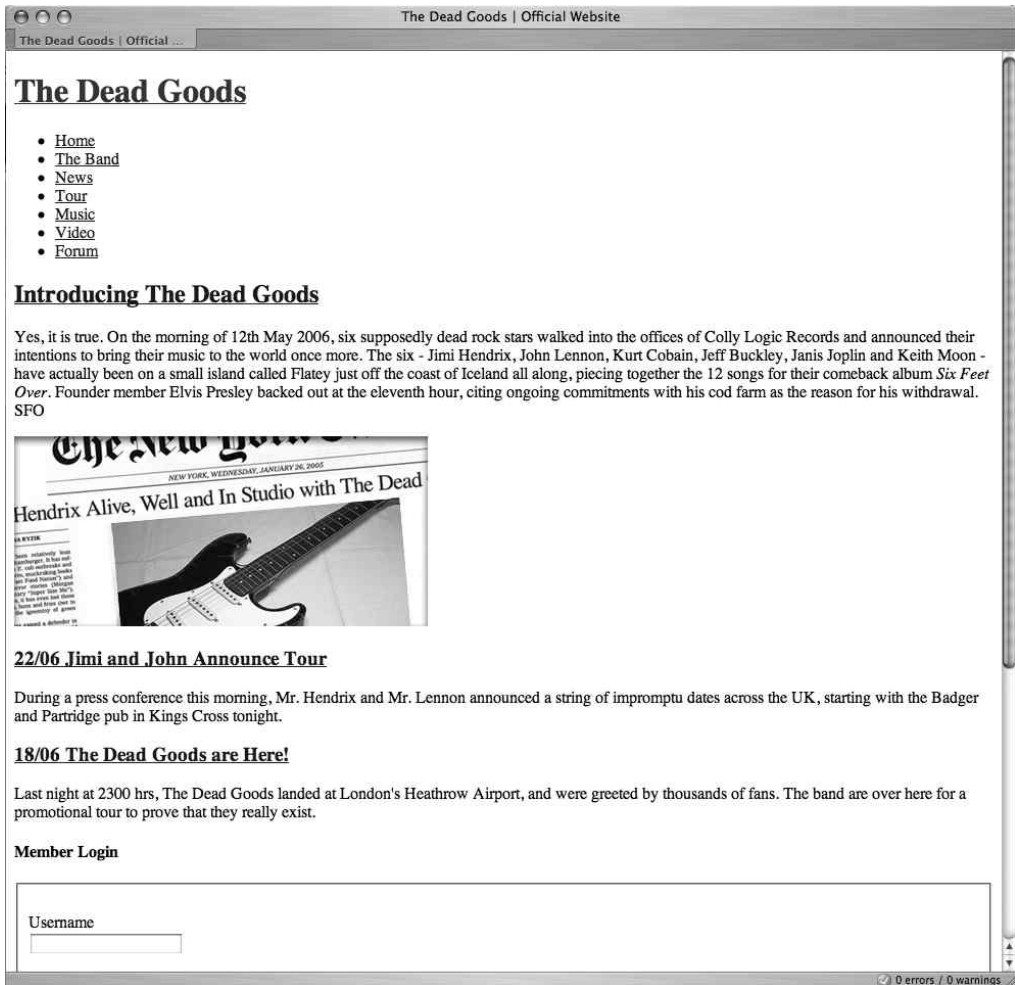 The Dead Goods | Official Website
The Dead Goods | Official ...
The Dead Goods
• Home
• The Band
• News
• Tour
• Music
• Video
• Forum
Introducing The Dead Goods
Yes, it is true. On the morning of 12th May 2006, six supposedly dead rock stars walked into the offices of Colly Logic Records and announced their
intentions to bring their music to the world once more. The six - Jimi Hendrix, John Lennon, Kurt Cobain, Jeff Buckley, Janis Joplin and Keith Moon -
have actually been on a small island called Flatey just off the coast of Iceland all along, piecing together the 12 songs for their comeback album Six Feet
Over. Founder member Elvis Presley backed out at the eleventh hour, citing ongoing commitments with his cod farm as the reason for his withdrawal.
SFO
The New York
NEW YORK, WEDNESDAY, JANUARY 26, 2005
Hendrix Alive, Well and In Studio with The Dead
22/06 Jimi and John Announce Tour
During a press conference this morning, Mr. Hendrix and Mr. Lennon announced a string of impromptu dates across the UK, starting with the Badger
and Partridge pub in Kings Cross tonight.
18/06 The Dead Goods are Here!
Last night at 2300 hrs, The Dead Goods landed at London's Heathrow Airport, and were greeted by thousands of fans. The band are over here for a
promotional tour to prove that they really exist.
Member Login
Username
0 errors / 0 warnings